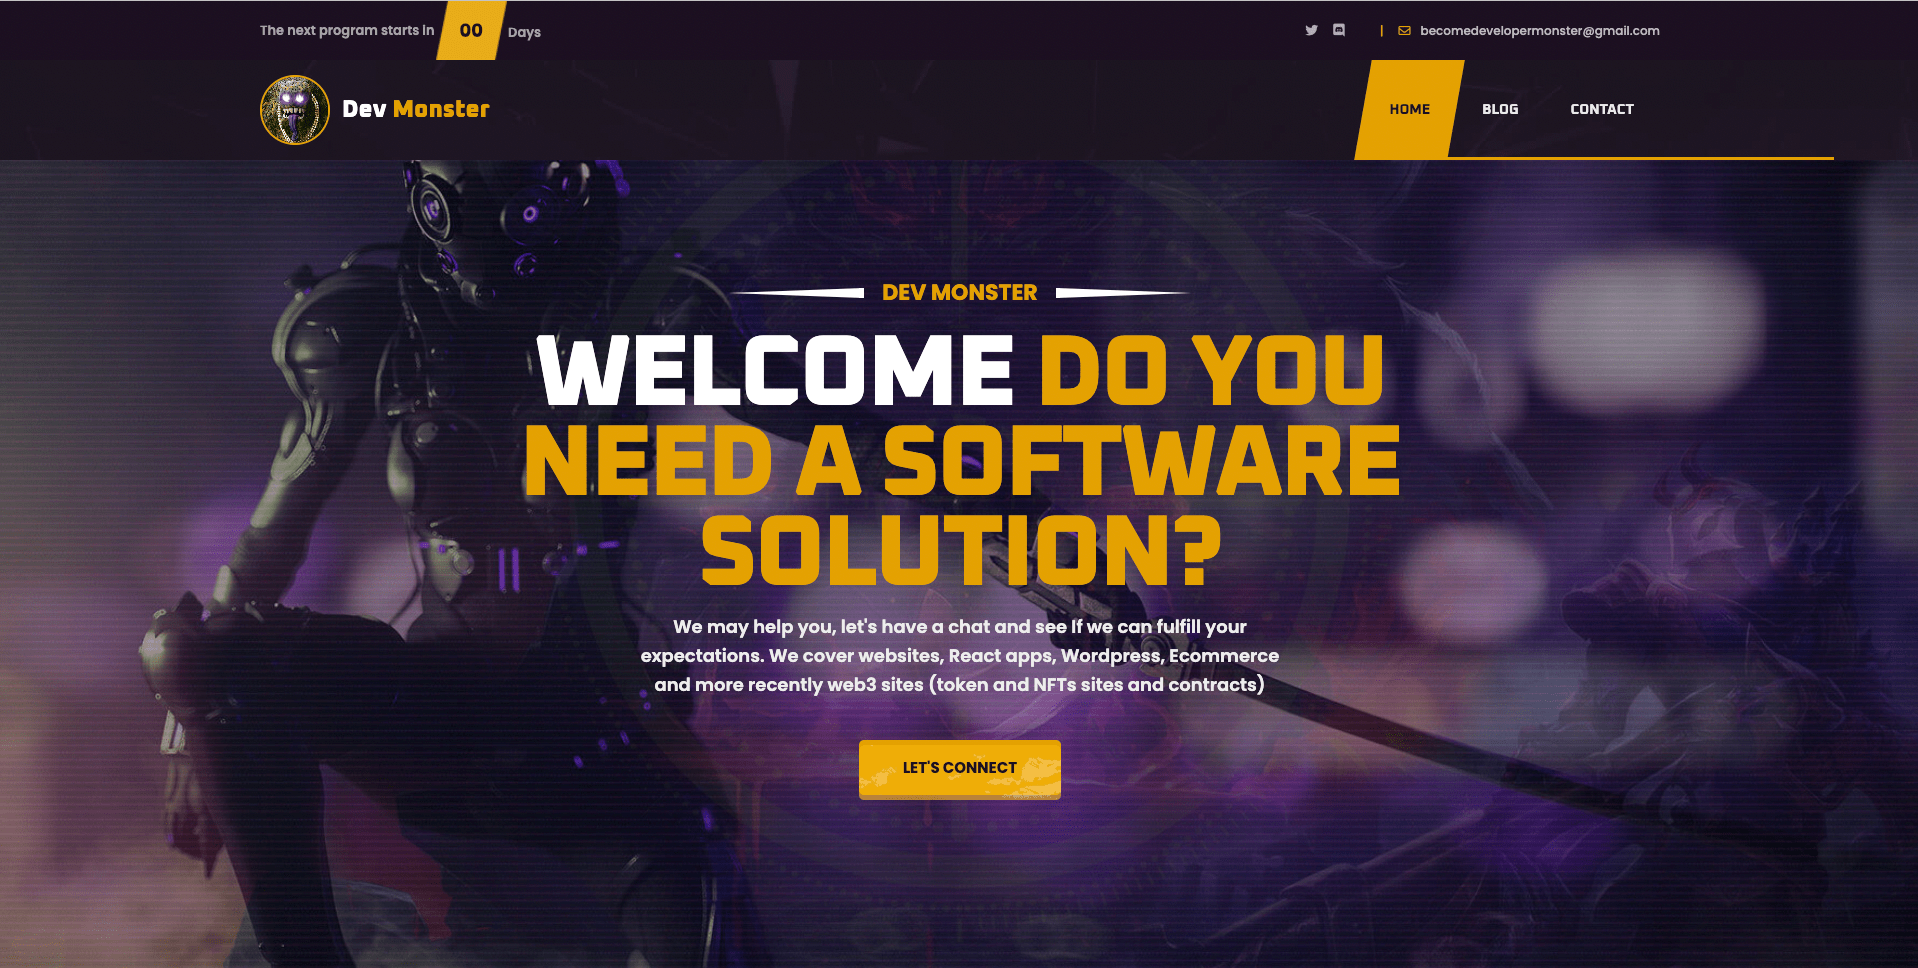 The next program starts in 00 Days
becomedevelopermonster@gmail.com
Dev Monster
HOME BLOG CONTACT
DEV MONSTER
WELCOME DO YOU
NEED A SOFTWARE
SOLUTION?
We may help you, let's have a chat and see If we can fulfill your
expectations. We cover websites, React apps, Wordpress, Ecommerce
and more recently web3 sites (token and NFTs sites and contracts)
LET'S CONNECT